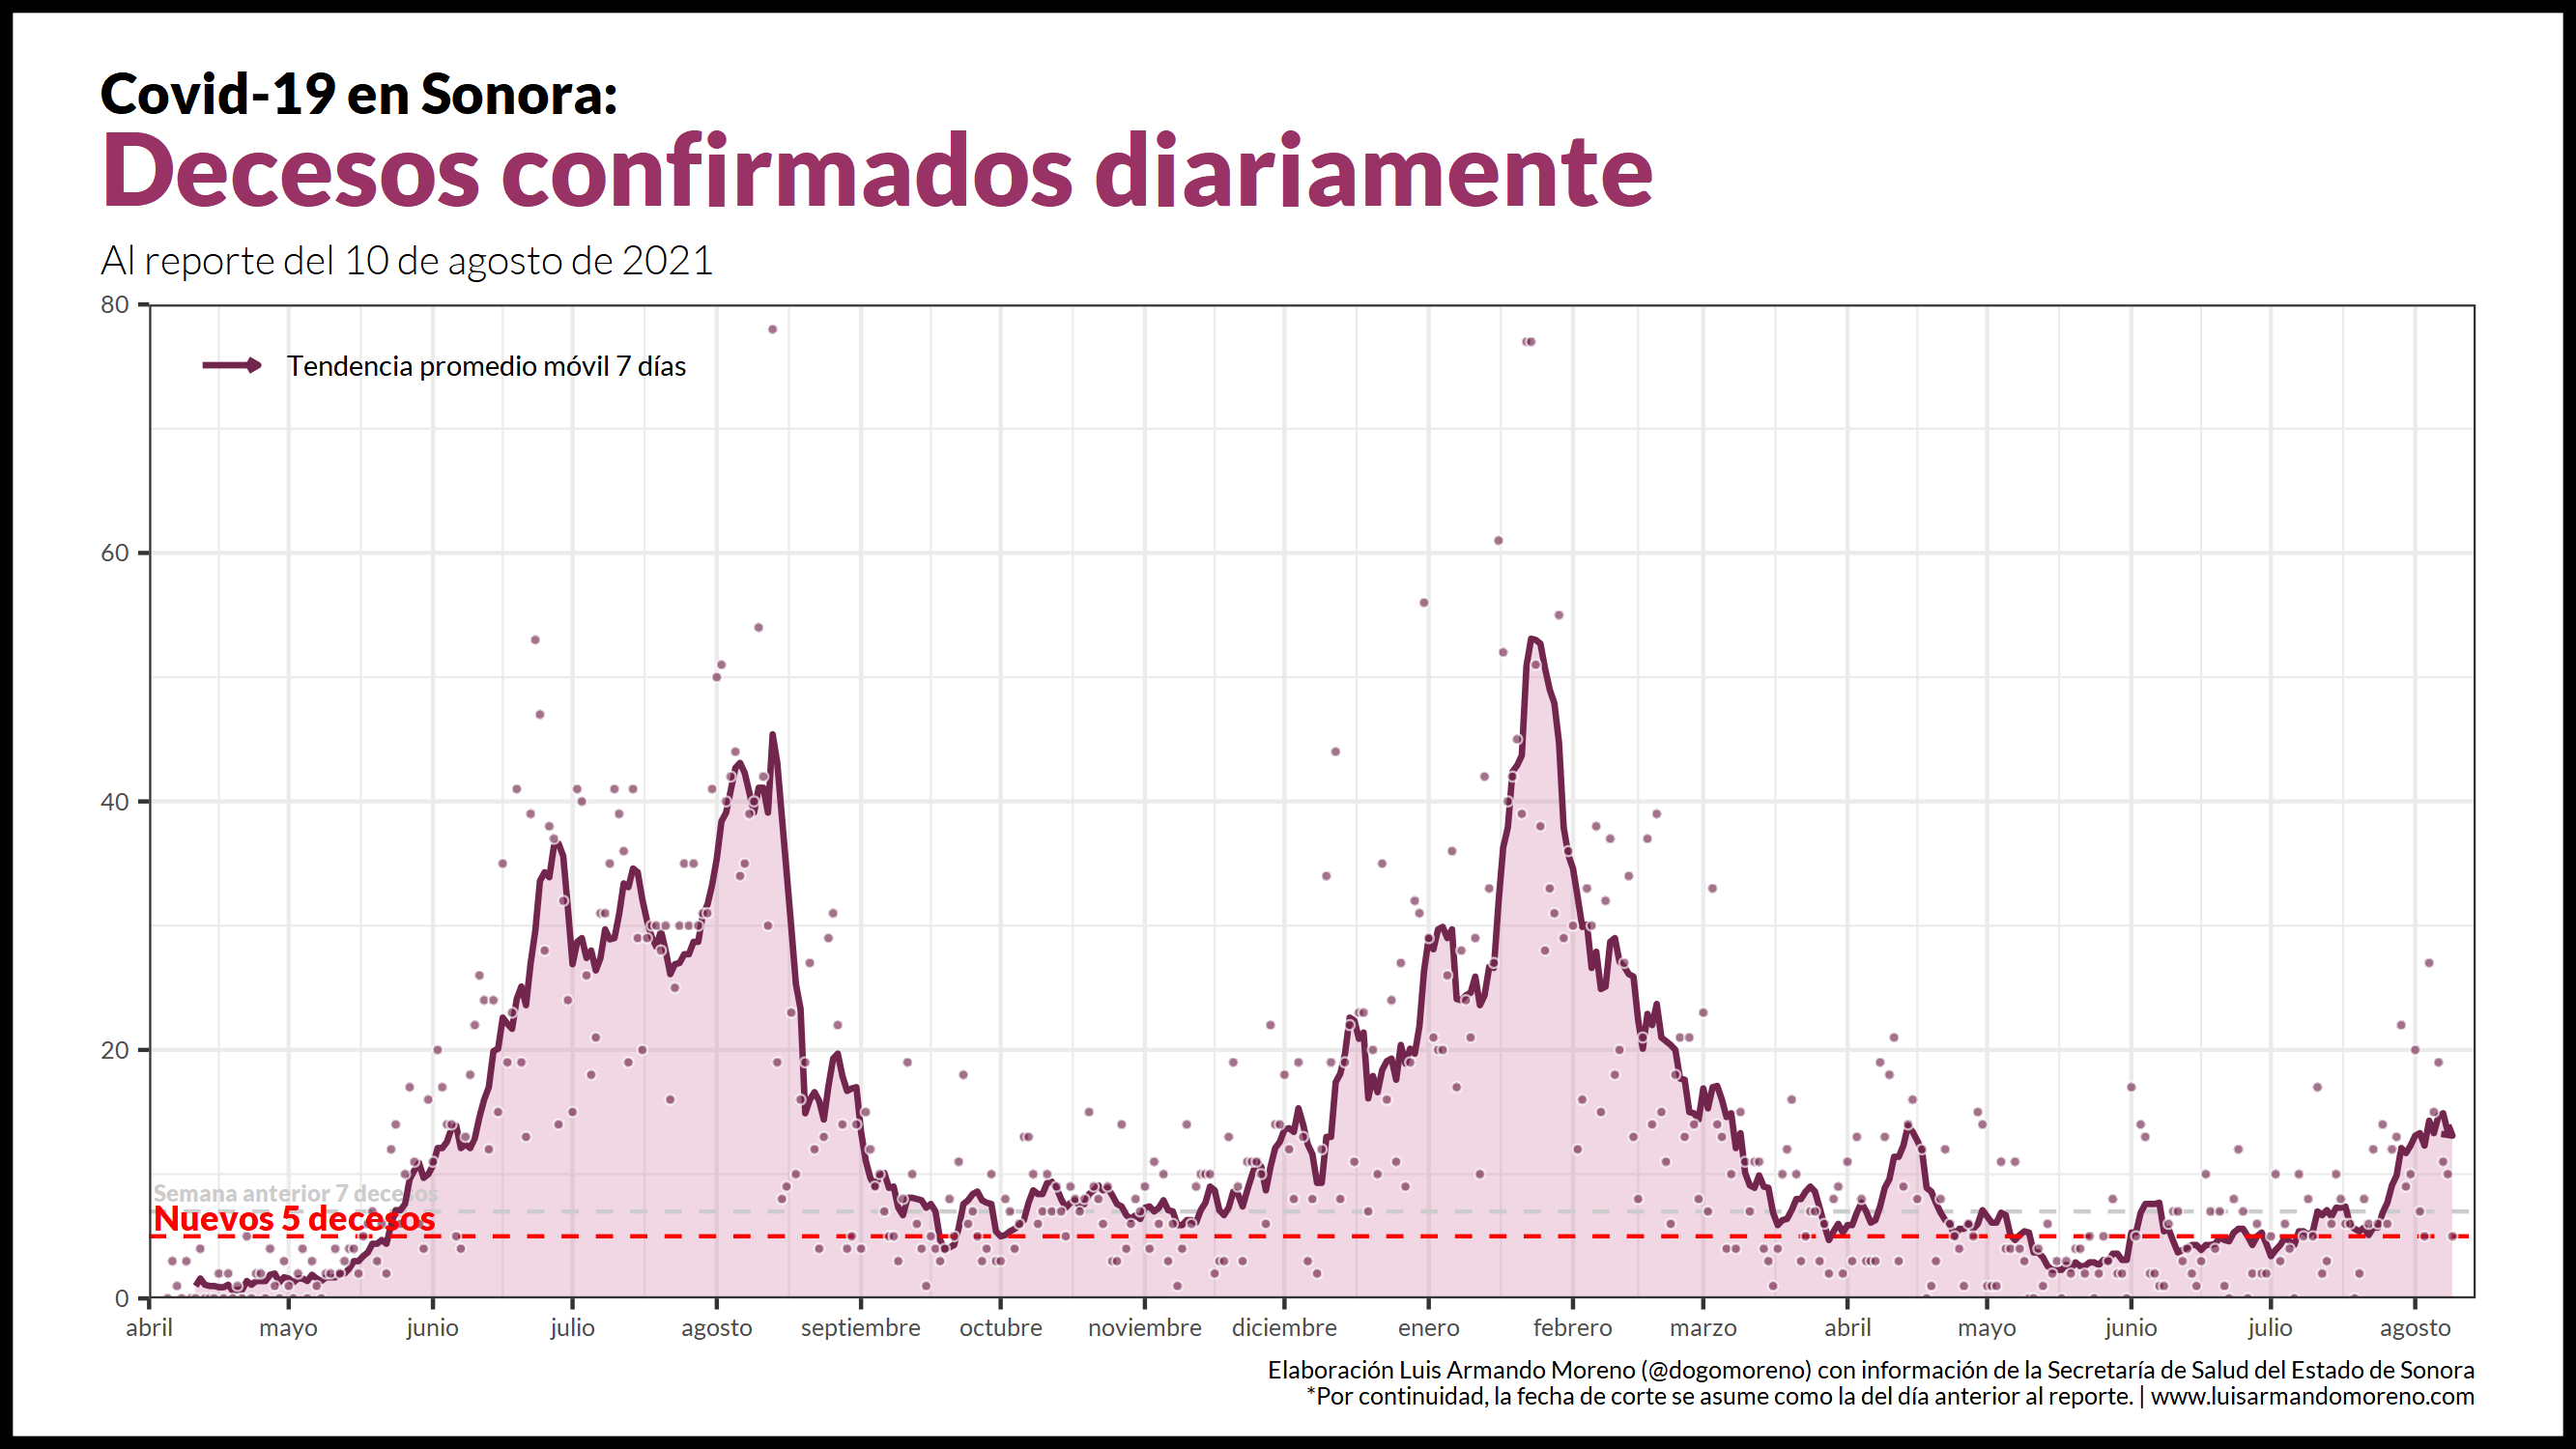 Covid-19 en Sonora:
Decesos confirmados diariamente
Al reporte del 10 de agosto de 2021
80
Tendencia promedio móvil 7 días
60
40
20
Semana anterior 7 decesos
Nuevos 5 decesos
0
abril mayo junio julio agosto septiembre octubre noviembre diciembre enero febrero marzo abril mayo junio julio agosto
Elaboración Luis Armando Moreno (@dogomoreno) con información de la Secretaría de Salud del Estado de Sonora
*Por continuidad, la fecha de corte se asume como la del día anterior al reporte. | www.luisarmandomoreno.com